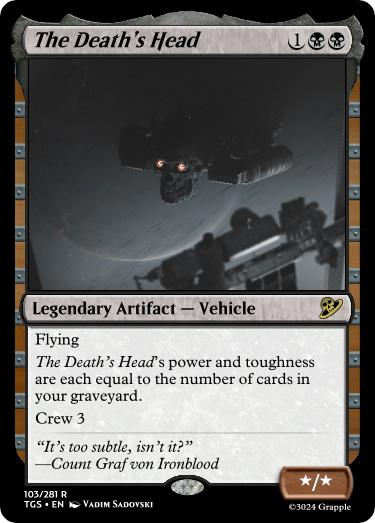 The Death's Head 1
Legendary Artifact — Vehicle
Flying
The Death's Head's power and toughness
are each equal to the number of cards in
your graveyard.
Crew 3
"It's too subtle, isn't it?"
—Count Graf von Ironblood
★/★
103/281 R
TGS • EN Vadim Sadovski
©3024 Grapple